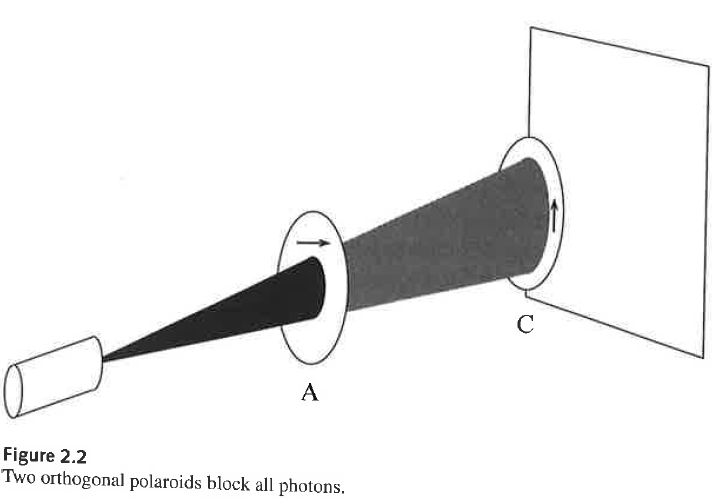 C
A
Figure 2.2
Two orthogonal polaroids block all photons.